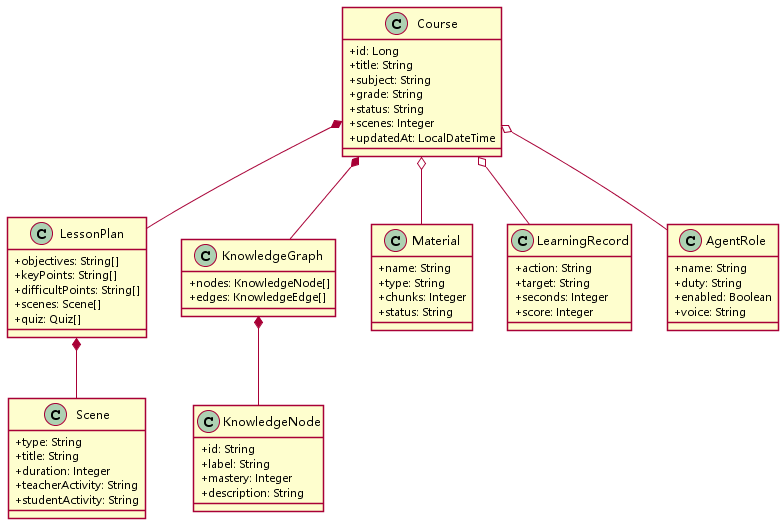 C Course
+id: Long
+title: String
+subject: String
+grade: String
+status: String
+scenes: Integer
+updatedAt: LocalDateTime
C LessonPlan
+objectives: String[]
+keyPoints: String[]
+difficultPoints: String[]
+scenes: Scene[]
+quiz: Quiz[]
C KnowledgeGraph
+nodes: KnowledgeNode[]
+edges: KnowledgeEdge[]
C Material
+name: String
+type: String
+chunks: Integer
+status: String
C LearningRecord
+action: String
+target: String
+seconds: Integer
+score: Integer
C AgentRole
+name: String
+duty: String
+enabled: Boolean
+voice: String
C Scene
+type: String
+title: String
+duration: Integer
+teacherActivity: String
+studentActivity: String
C KnowledgeNode
+id: String
+label: String
+mastery: Integer
+description: String